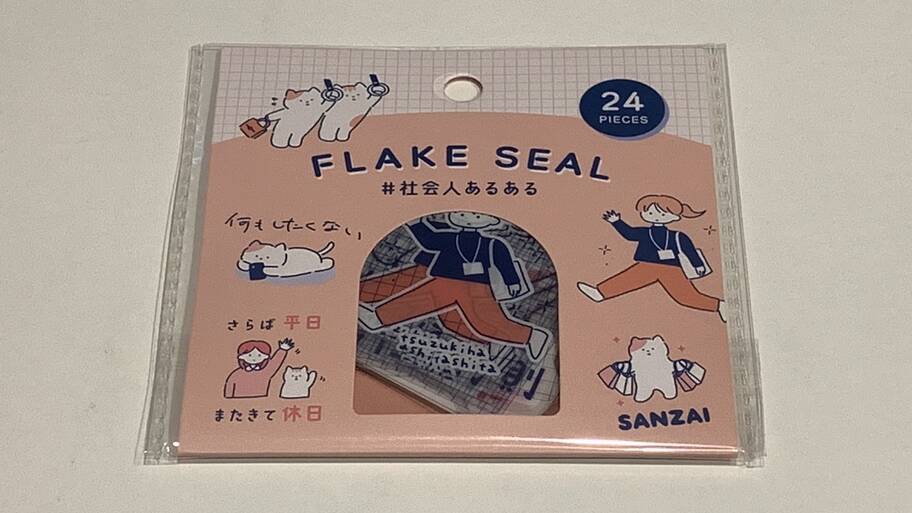 24
PIECES
FLAKE SEAL
#社会人あるある
何もしたくない
さらば 平日
またきて 休日
tsuzukiha
ashitashita
SANZAI